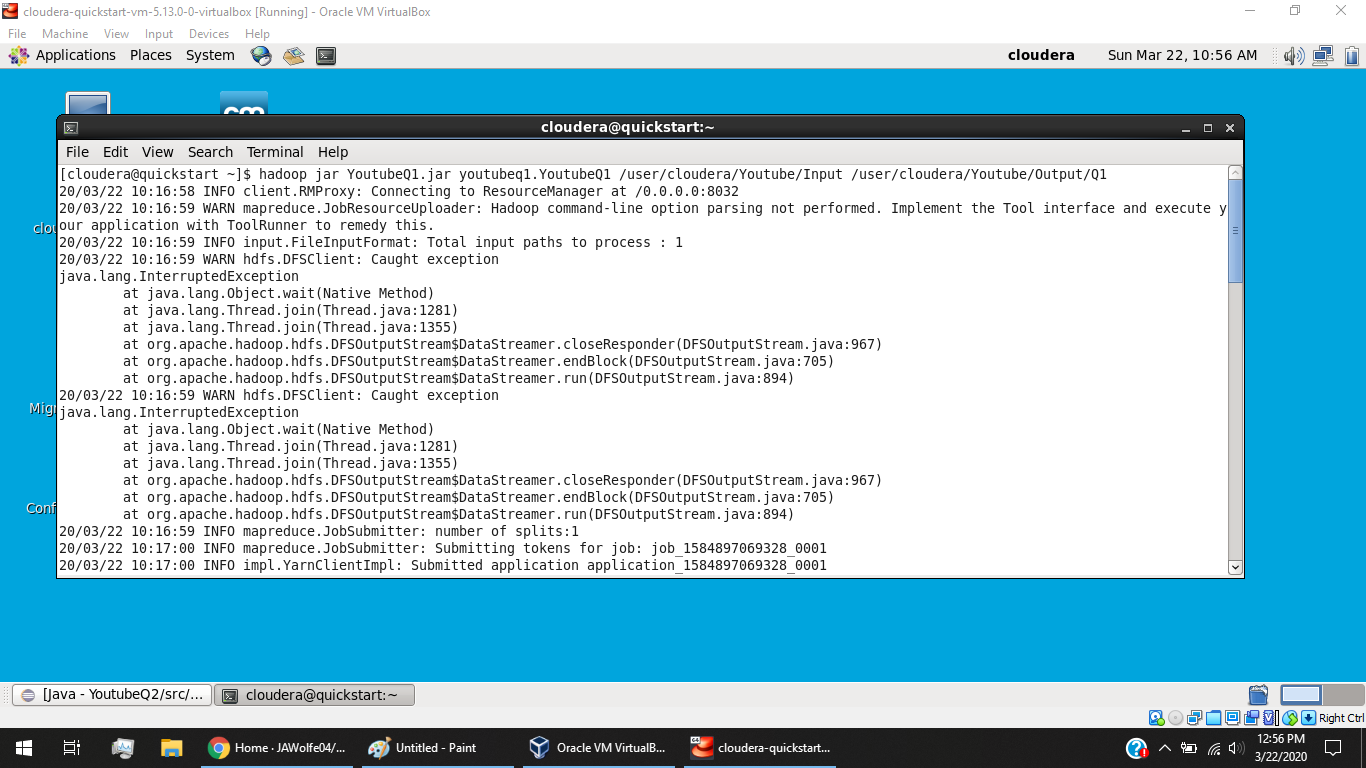 cloudera-quickstart-vm-5.13.0-0-virtualbox [Running] - Oracle VM VirtualBox
File Machine View Input Devices Help
Applications Places System cloudera Sun Mar 22, 10:56 AM
cloudera@quickstart:~
File Edit View Search Terminal Help
[cloudera@quickstart ~]$ hadoop jar YoutubeQ1.jar youtubeq1.YoutubeQ1 /user/cloudera/Youtube/Input /user/cloudera/Youtube/Output/Q1
20/03/22 10:16:58 INFO client.RMProxy: Connecting to ResourceManager at /0.0.0.0:8032
20/03/22 10:16:59 WARN mapreduce.JobResourceUploader: Hadoop command-line option parsing not performed. Implement the Tool interface and execute y
our application with ToolRunner to remedy this.
20/03/22 10:16:59 INFO input.FileInputFormat: Total input paths to process : 1
20/03/22 10:16:59 WARN hdfs.DFSClient: Caught exception
java.lang.InterruptedException
at java.lang.Object.wait(Native Method)
at java.lang.Thread.join(Thread.java:1281)
at java.lang.Thread.join(Thread.java:1355)
at org.apache.hadoop.hdfs.DFSOutputStream$DataStreamer.closeResponder(DFSOutputStream.java:967)
at org.apache.hadoop.hdfs.DFSOutputStream$DataStreamer.endBlock(DFSOutputStream.java:705)
at org.apache.hadoop.hdfs.DFSOutputStream$DataStreamer.run(DFSOutputStream.java:894)
20/03/22 10:16:59 WARN hdfs.DFSClient: Caught exception
java.lang.InterruptedException
at java.lang.Object.wait(Native Method)
at java.lang.Thread.join(Thread.java:1281)
at java.lang.Thread.join(Thread.java:1355)
at org.apache.hadoop.hdfs.DFSOutputStream$DataStreamer.closeResponder(DFSOutputStream.java:967)
at org.apache.hadoop.hdfs.DFSOutputStream$DataStreamer.endBlock(DFSOutputStream.java:705)
at org.apache.hadoop.hdfs.DFSOutputStream$DataStreamer.run(DFSOutputStream.java:894)
20/03/22 10:16:59 INFO mapreduce.JobSubmitter: number of splits:1
20/03/22 10:17:00 INFO mapreduce.JobSubmitter: Submitting tokens for job: job_1584897069328_0001
20/03/22 10:17:00 INFO impl.YarnClientImpl: Submitted application application_1584897069328_0001
clou
Migr
Conf
[Java - YoutubeQ2/src/... cloudera@quickstart:~
Right Ctrl
Home · JAWolfe04/... Untitled - Paint Oracle VM VirtualB... cloudera-quickstart...
12:56 PM
3/22/2020